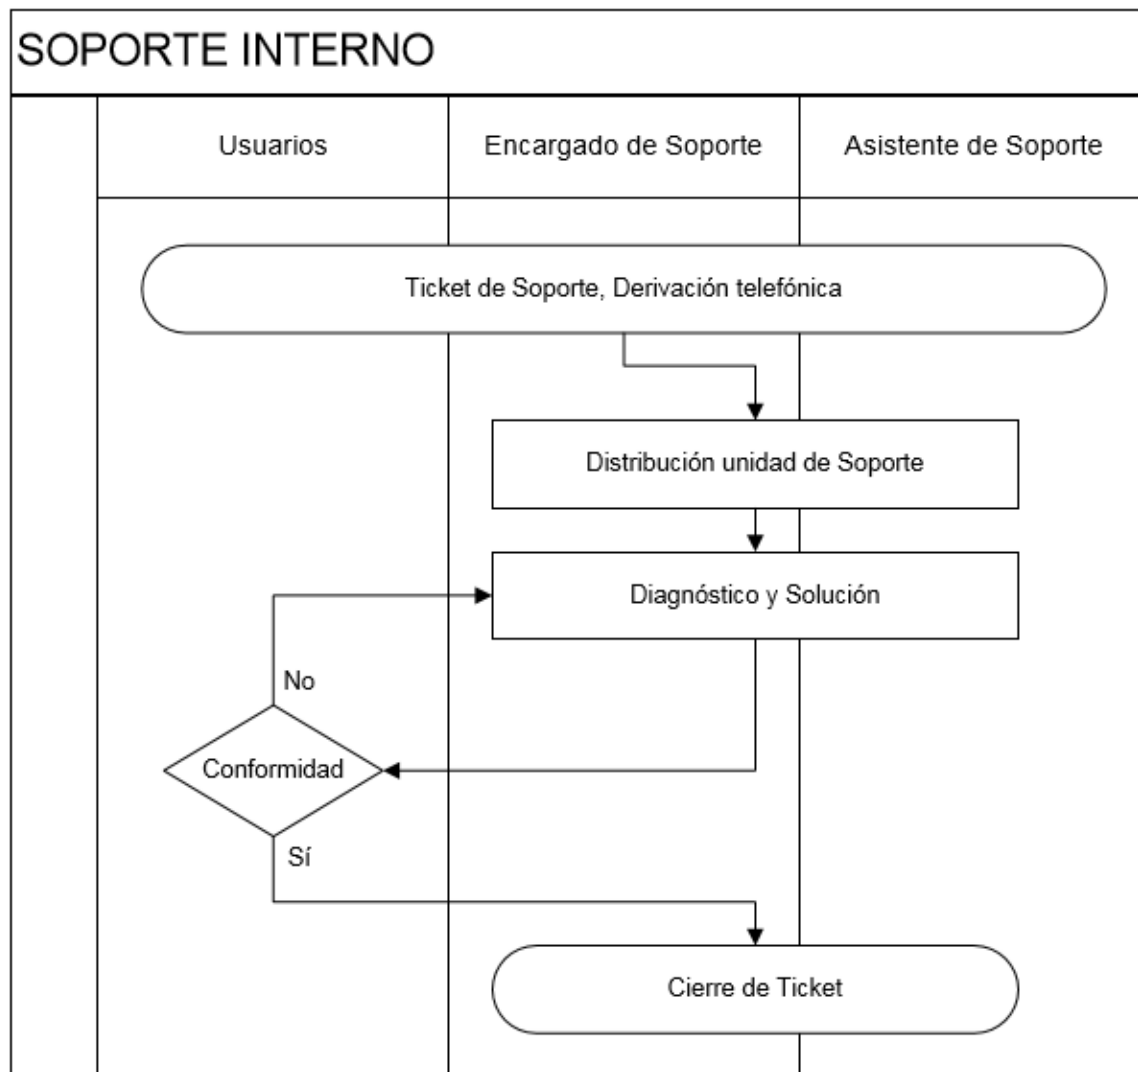 SOPORTE INTERNO
Usuarios
Encargado de Soporte
Asistente de Soporte
Ticket de Soporte, Derivación telefónica
Distribución unidad de Soporte
Diagnóstico y Solución
No
Conformidad
Sí
Cierre de Ticket